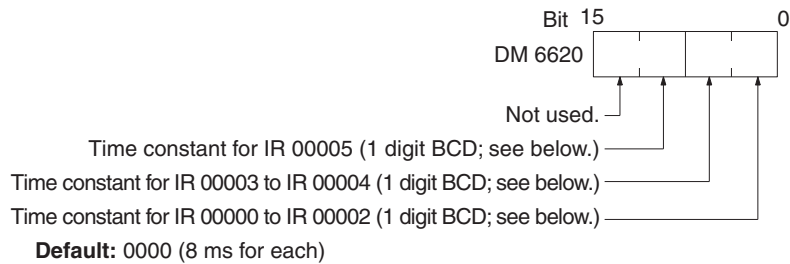 Bit 15 0
DM 6620
Not used.
Time constant for IR 00005 (1 digit BCD; see below.)
Time constant for IR 00003 to IR 00004 (1 digit BCD; see below.)
Time constant for IR 00000 to IR 00002 (1 digit BCD; see below.)
Default: 0000 (8 ms for each)